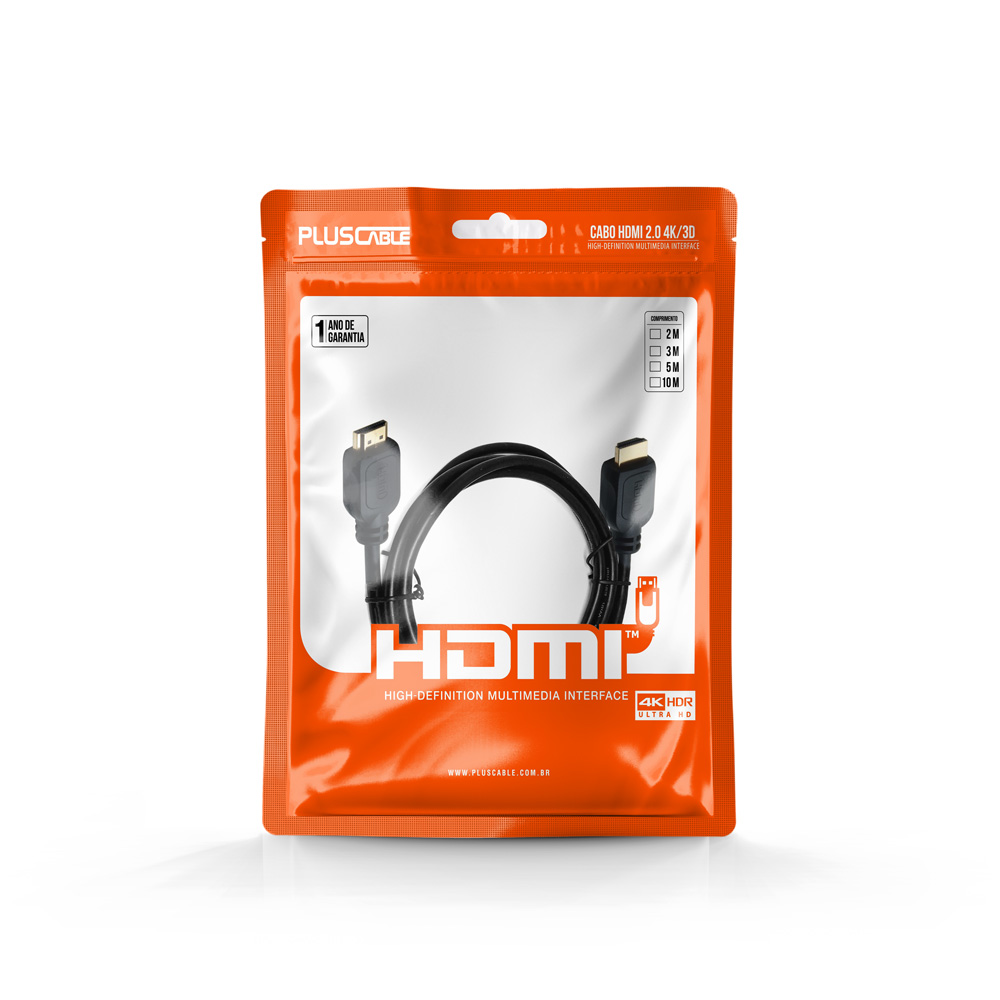 PLUSCABLE
CABO HDMI 2.0 4K/3D
HIGH-DEFINITION MULTIMEDIA INTERFACE
1 ANO DE
GARANTIA
COMPRIMENTO
2 M
3 M
5 M
10 M
HDMI™
HIGH-DEFINITION MULTIMEDIA INTERFACE
4K HDR
ULTRA HD
WWW.PLUSCABLE.COM.BR